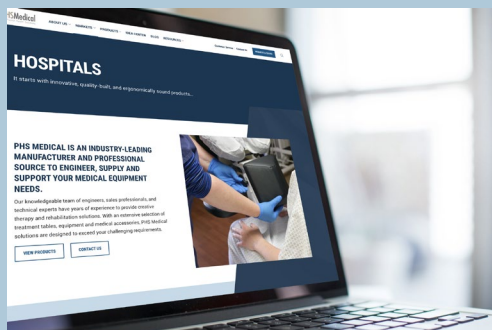 PHSMedical
ABOUT US
MARKETS
PRODUCTS
IDEA CENTER
BLOG
RESOURCES
HOSPITALS
It starts with innovative, quality-built, and ergonomically sound products...
PHS MEDICAL IS AN INDUSTRY-LEADING
MANUFACTURER AND PROFESSIONAL
SOURCE TO ENGINEER, SUPPLY AND
SUPPORT YOUR MEDICAL EQUIPMENT
NEEDS.
Our knowledgeable team of engineers, sales professionals, and
technical experts have years of experience to provide creative
therapy and rehabilitation solutions. With an extensive selection of
treatment tables, equipment and medical accessories, PHS Medical
solutions are designed to exceed your challenging requirements.
VIEW PRODUCTS
CONTACT US